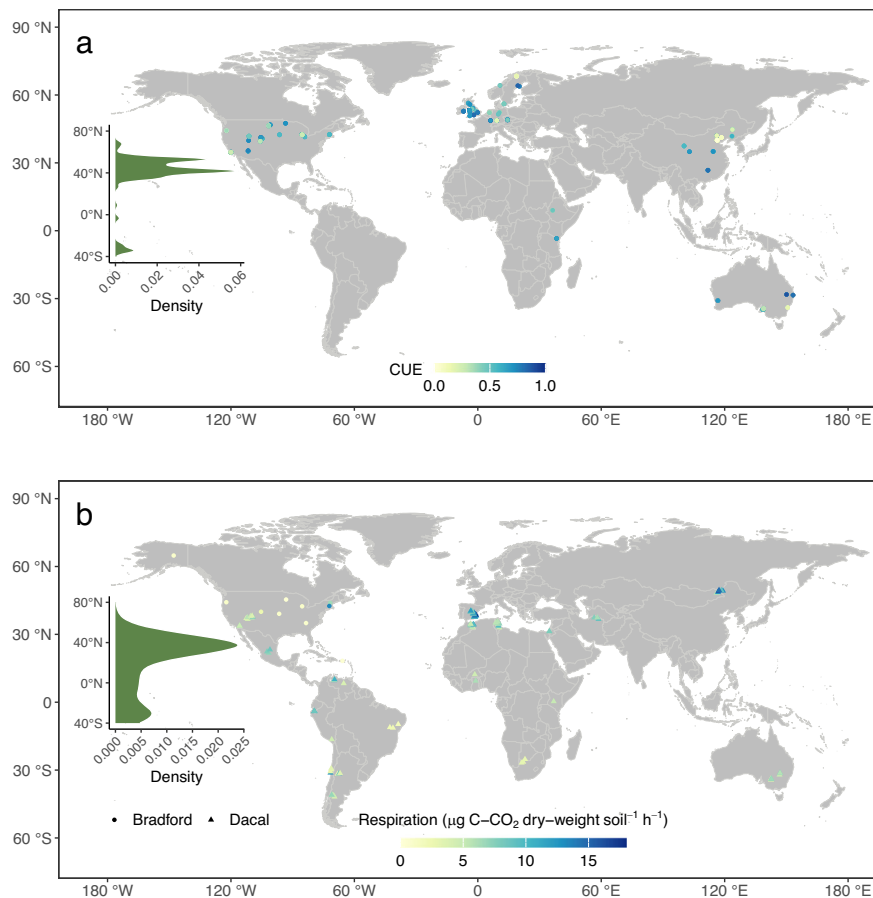 a
90 °N
60 °N
30 °N
0
30 °S
60 °S
80°N
40°N
0°N
40°S
0.00
0.02
0.04
0.06
Density
CUE
0.0
0.5
1.0
180 °W
120 °W
60 °W
0
60 °E
120 °E
180 °E
b
90 °N
60 °N
30 °N
0
30 °S
60 °S
80°N
40°N
0°N
40°S
0.000
0.005
0.010
0.015
0.020
0.025
Density
Bradford
Dacal
Respiration (μg C−CO₂ dry−weight soil⁻¹ h⁻¹)
0
5
10
15
180 °W
120 °W
60 °W
0
60 °E
120 °E
180 °E